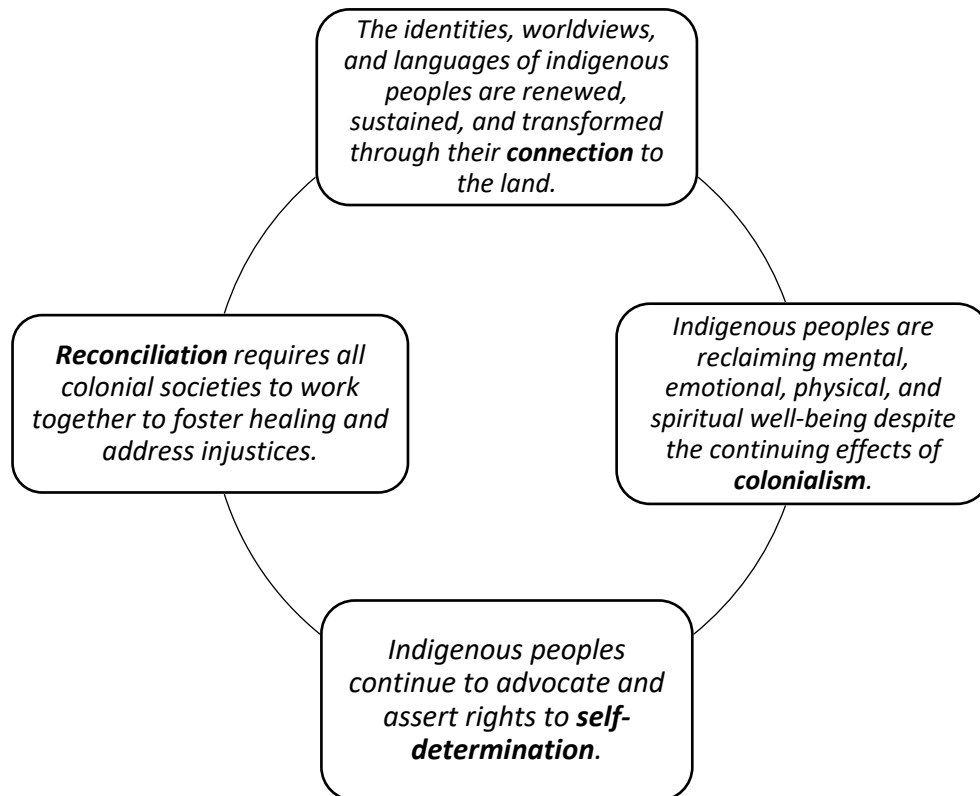 The identities, worldviews,
and languages of indigenous
peoples are renewed,
sustained, and transformed
through their connection to
the land.
Indigenous peoples are
reclaiming mental,
emotional, physical, and
spiritual well-being despite
the continuing effects of
colonialism.
Indigenous peoples
continue to advocate and
assert rights to self-
determination.
Reconciliation requires all
colonial societies to work
together to foster healing and
address injustices.